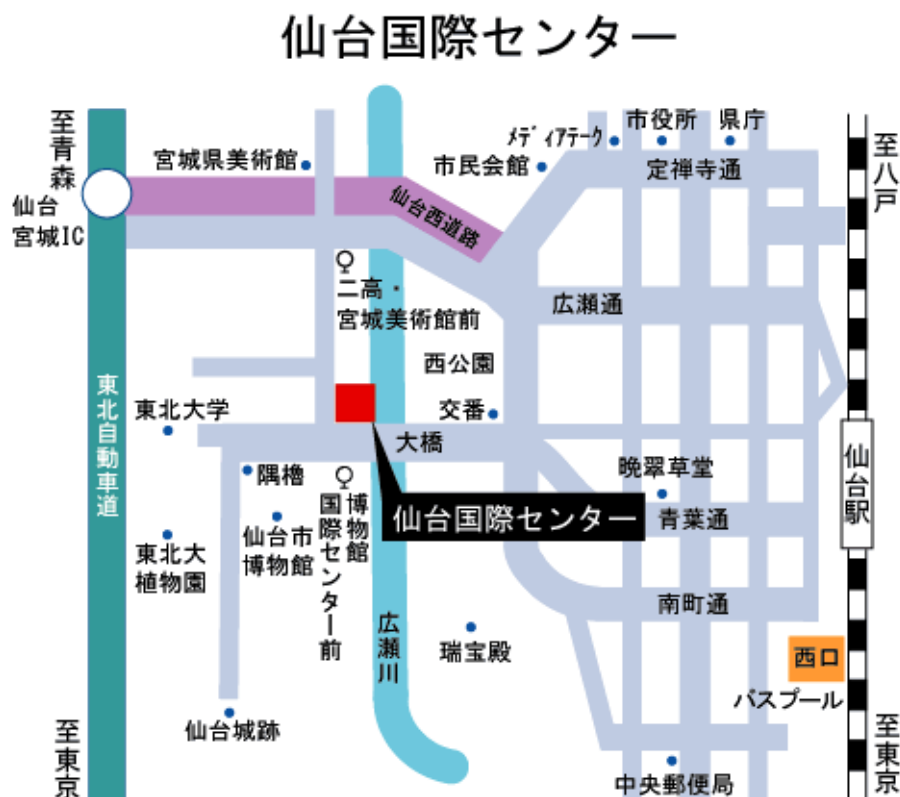 仙台国際センター
至青森
仙台
宮城IC
宮城県美術館
仙台西道路
市民会館
メディアテーク
市役所
県庁
定禅寺通
至八戸
二高・
宮城美術館前
広瀬通
西公園
東北自動車道
東北大学
交番
大橋
仙台駅
隅櫓
晩翠草堂
仙台国際センター
青葉通
仙台市
博物館
博物館
国際センター前
東北大
植物園
南町通
広瀬川
瑞宝殿
西口
バスプール
仙台城跡
至東京
至東京
中央郵便局